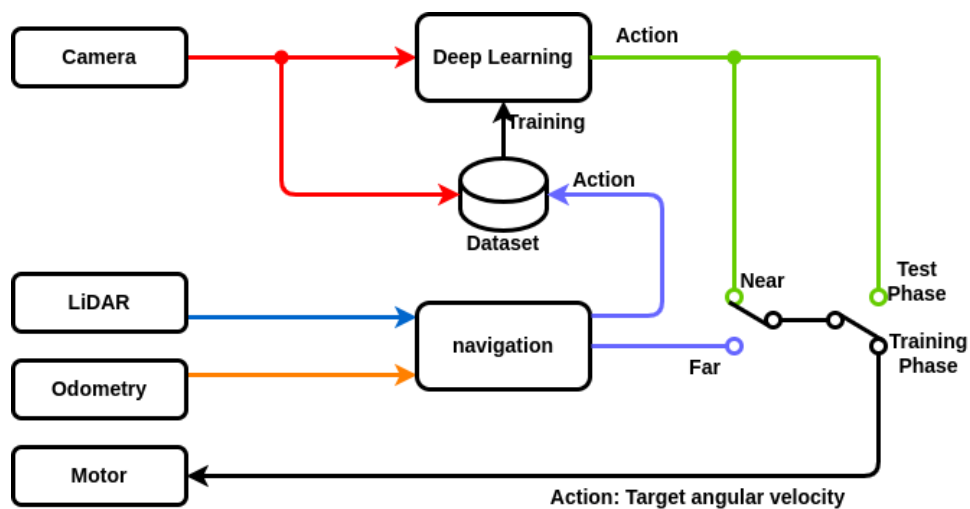 Camera
Deep Learning
Action
Training
Action
Dataset
LiDAR
navigation
Odometry
Motor
Near
Far
Test
Phase
Training
Phase
Action: Target angular velocity